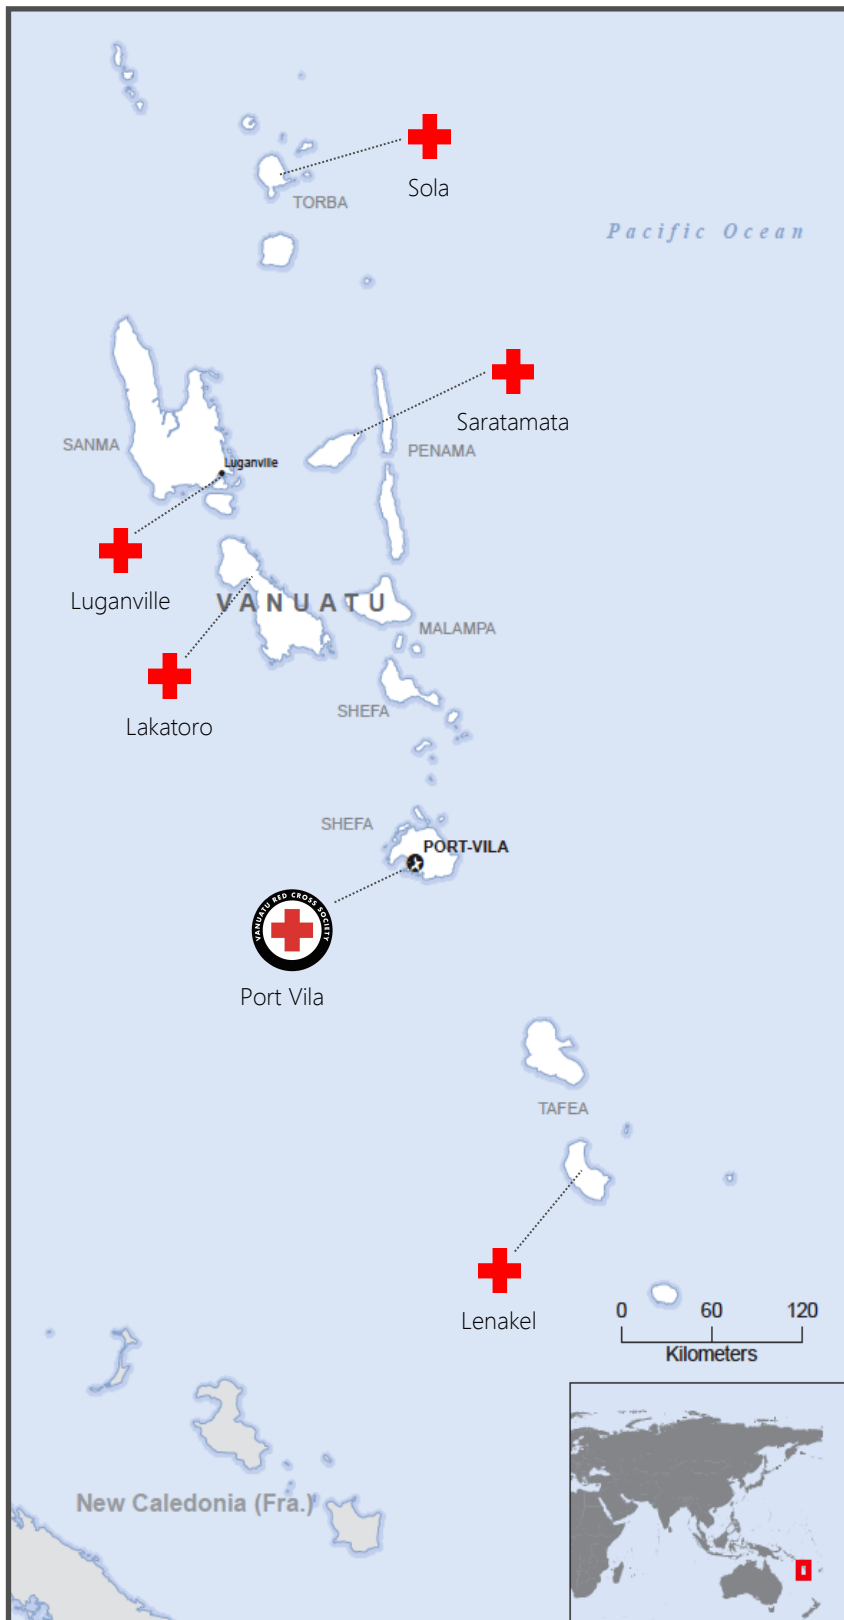 Sola
TORBA
Pacific Ocean
Saratamata
SANMA
PENAMA
Luganville
Luganville
VANUATU
MALAMPA
Lakatoro
SHEFA
SHEFA
PORT-VILA
VANUATU RED CROSS SOCIETY
Port Vila
TAFEA
Lenakel
0 60 120
Kilometers
New Caledonia (Fra.)